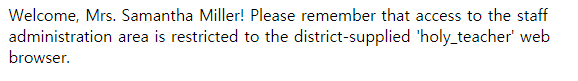 Welcome, Mrs. Samantha Miller! Please remember that access to the staff
administration area is restricted to the district-supplied 'holy_teacher' web
browser.